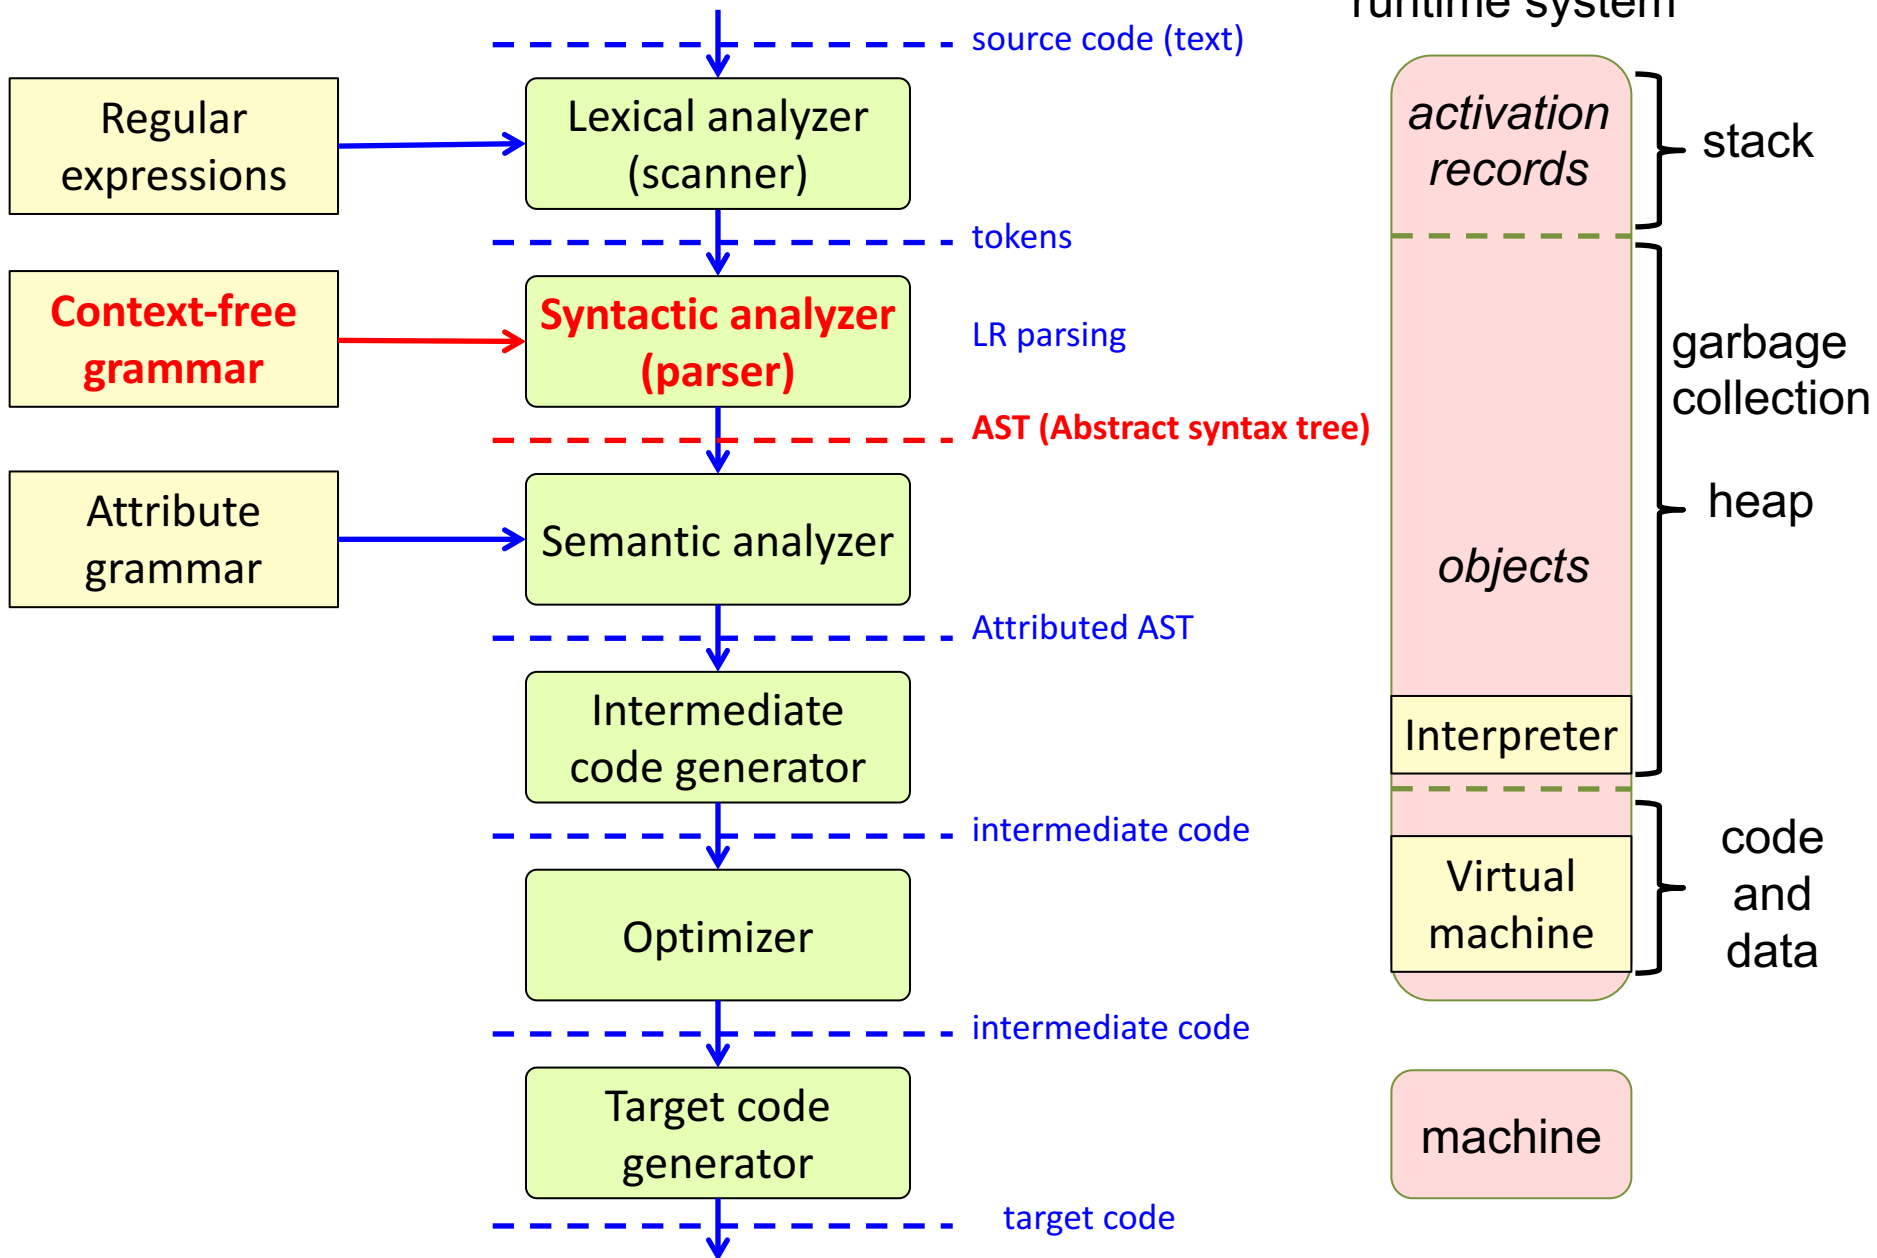 runtime system
source code (text)
Regular
expressions
Lexical analyzer
(scanner)
activation
records
stack
tokens
Context-free
grammar
Syntactic analyzer
(parser)
LR parsing
garbage
collection
AST (Abstract syntax tree)
Attribute
grammar
Semantic analyzer
heap
objects
Attributed AST
Intermediate
code generator
Interpreter
intermediate code
Virtual
machine
code
and
data
Optimizer
intermediate code
Target code
generator
machine
target code